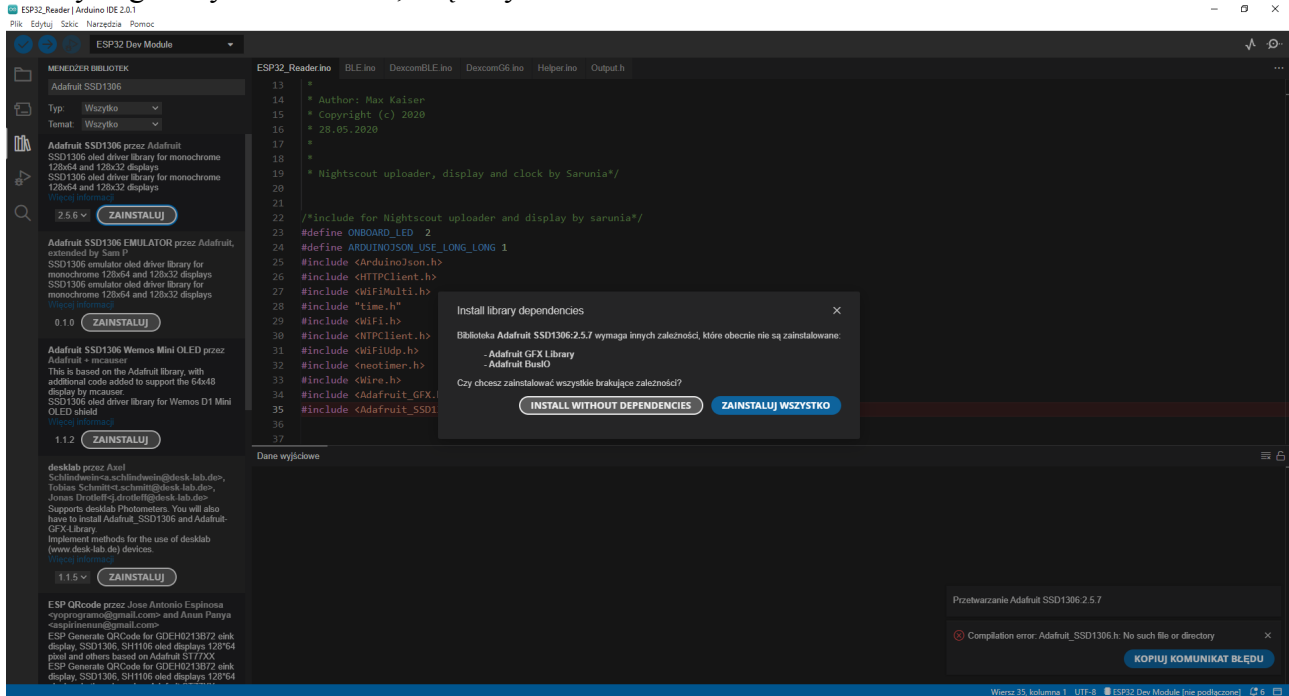 ESP32_Reader | Arduino IDE 2.0.1
Plik Edytuj Szkic Narzędzia Pomoc
ESP32 Dev Module
MENEDŻER BIBLIOTEK
Adafruit SSD1306
Typ: Wszytko
Temat: Wszytko
Adafruit SSD1306 przez Adafruit
SSD1306 oled driver library for monochrome
128x64 and 128x32 displays
SSD1306 oled driver library for monochrome
128x64 and 128x32 displays
Więcej informacji
2.5.6 ZAINSTALUJ
Adafruit SSD1306 EMULATOR przez Adafruit,
extended by Sam P
SSD1306 emulator oled driver library for
monochrome 128x64 and 128x32 displays
SSD1306 emulator oled driver library for
monochrome 128x64 and 128x32 displays
Więcej informacji
0.1.0 ZAINSTALUJ
Adafruit SSD1306 Wemos Mini OLED przez
Adafruit + mcauser
This is based on the Adafruit library, with
additional code added to support the 64x48
display by mcauser.
SSD1306 oled driver library for Wemos D1 Mini
OLED shield
Więcej informacji
1.1.2 ZAINSTALUJ
desklab przez Axel
Schlindwein<a.schlindwein@desk-lab.de>,
Tobias Schmitt<t.schmitt@desk-lab.de>,
Jonas Drotleff<j.drotleff@desk-lab.de>
Supports desklab Photometers. You will also
have to install Adafruit_SSD1306 and Adafruit-
GFX-Library.
Implement methods for the use of desklab
(www.desk-lab.de) devices.
Więcej informacji
1.1.5 ZAINSTALUJ
ESP QRcode przez Jose Antonio Espinosa
<yoprogramo@gmail.com> and Anun Panya
<aspirinenun@gmail.com>
ESP Generate QRCode for GDEH0213B72 eink
display, SSD1306, SH1106 oled displays 128*64
pixel and others based on Adafruit ST77XX
ESP Generate QRCode for GDEH0213B72 eink
display, SSD1306, SH1106 oled displays 128*64
ESP32_Reader.ino BLE.ino DexcomBLE.ino DexcomG6.ino Helper.ino Output.h
13 *
14 * Author: Max Kaiser
15 * Copyright (c) 2020
16 * 28.05.2020
17 *
18 *
19 * Nightscout uploader, display and clock by Sarunia*/
20
21
22 /*include for Nightscout uploader and display by sarunia*/
23 #define ONBOARD_LED 2
24 #define ARDUINOJSON_USE_LONG_LONG 1
25 #include <ArduinoJson.h>
26 #include <HTTPClient.h>
27 #include <WiFiMulti.h>
28 #include "time.h"
29 #include <WiFi.h>
30 #include <NTPClient.h>
31 #include <WiFiUdp.h>
32 #include <neotimer.h>
33 #include <Wire.h>
34 #include <Adafruit_GFX.
35 #include <Adafruit_SSD1
36
37
Install library dependencies
Biblioteka Adafruit SSD1306:2.5.7 wymaga innych zależności, które obecnie nie są zainstalowane:
- Adafruit GFX Library
- Adafruit BusIO
Czy chcesz zainstalować wszystkie brakujące zależności?
INSTALL WITHOUT DEPENDENCIES ZAINSTALUJ WSZYSTKO
Dane wyjściowe
Przetwarzanie Adafruit SSD1306:2.5.7
Compilation error: Adafruit_SSD1306.h: No such file or directory
KOPIUJ KOMUNIKAT BŁĘDU
Wiersz 35, kolumna 1 UTF-8 ESP32 Dev Module [nie podłączone] 6